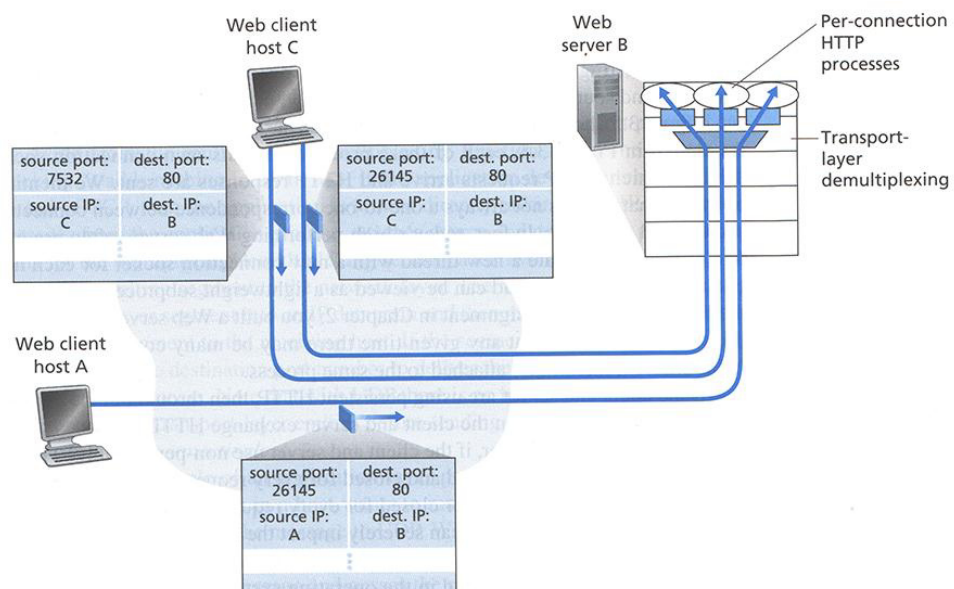 Web client
host C
Web
server B
Per-connection
HTTP
processes
Transport-
layer
demultiplexing
source port:
7532
dest. port:
80
source IP:
C
dest. IP:
B
source port:
26145
dest. port:
80
source IP:
C
dest. IP:
B
Web client
host A
source port:
26145
dest. port:
80
source IP:
A
dest. IP:
B